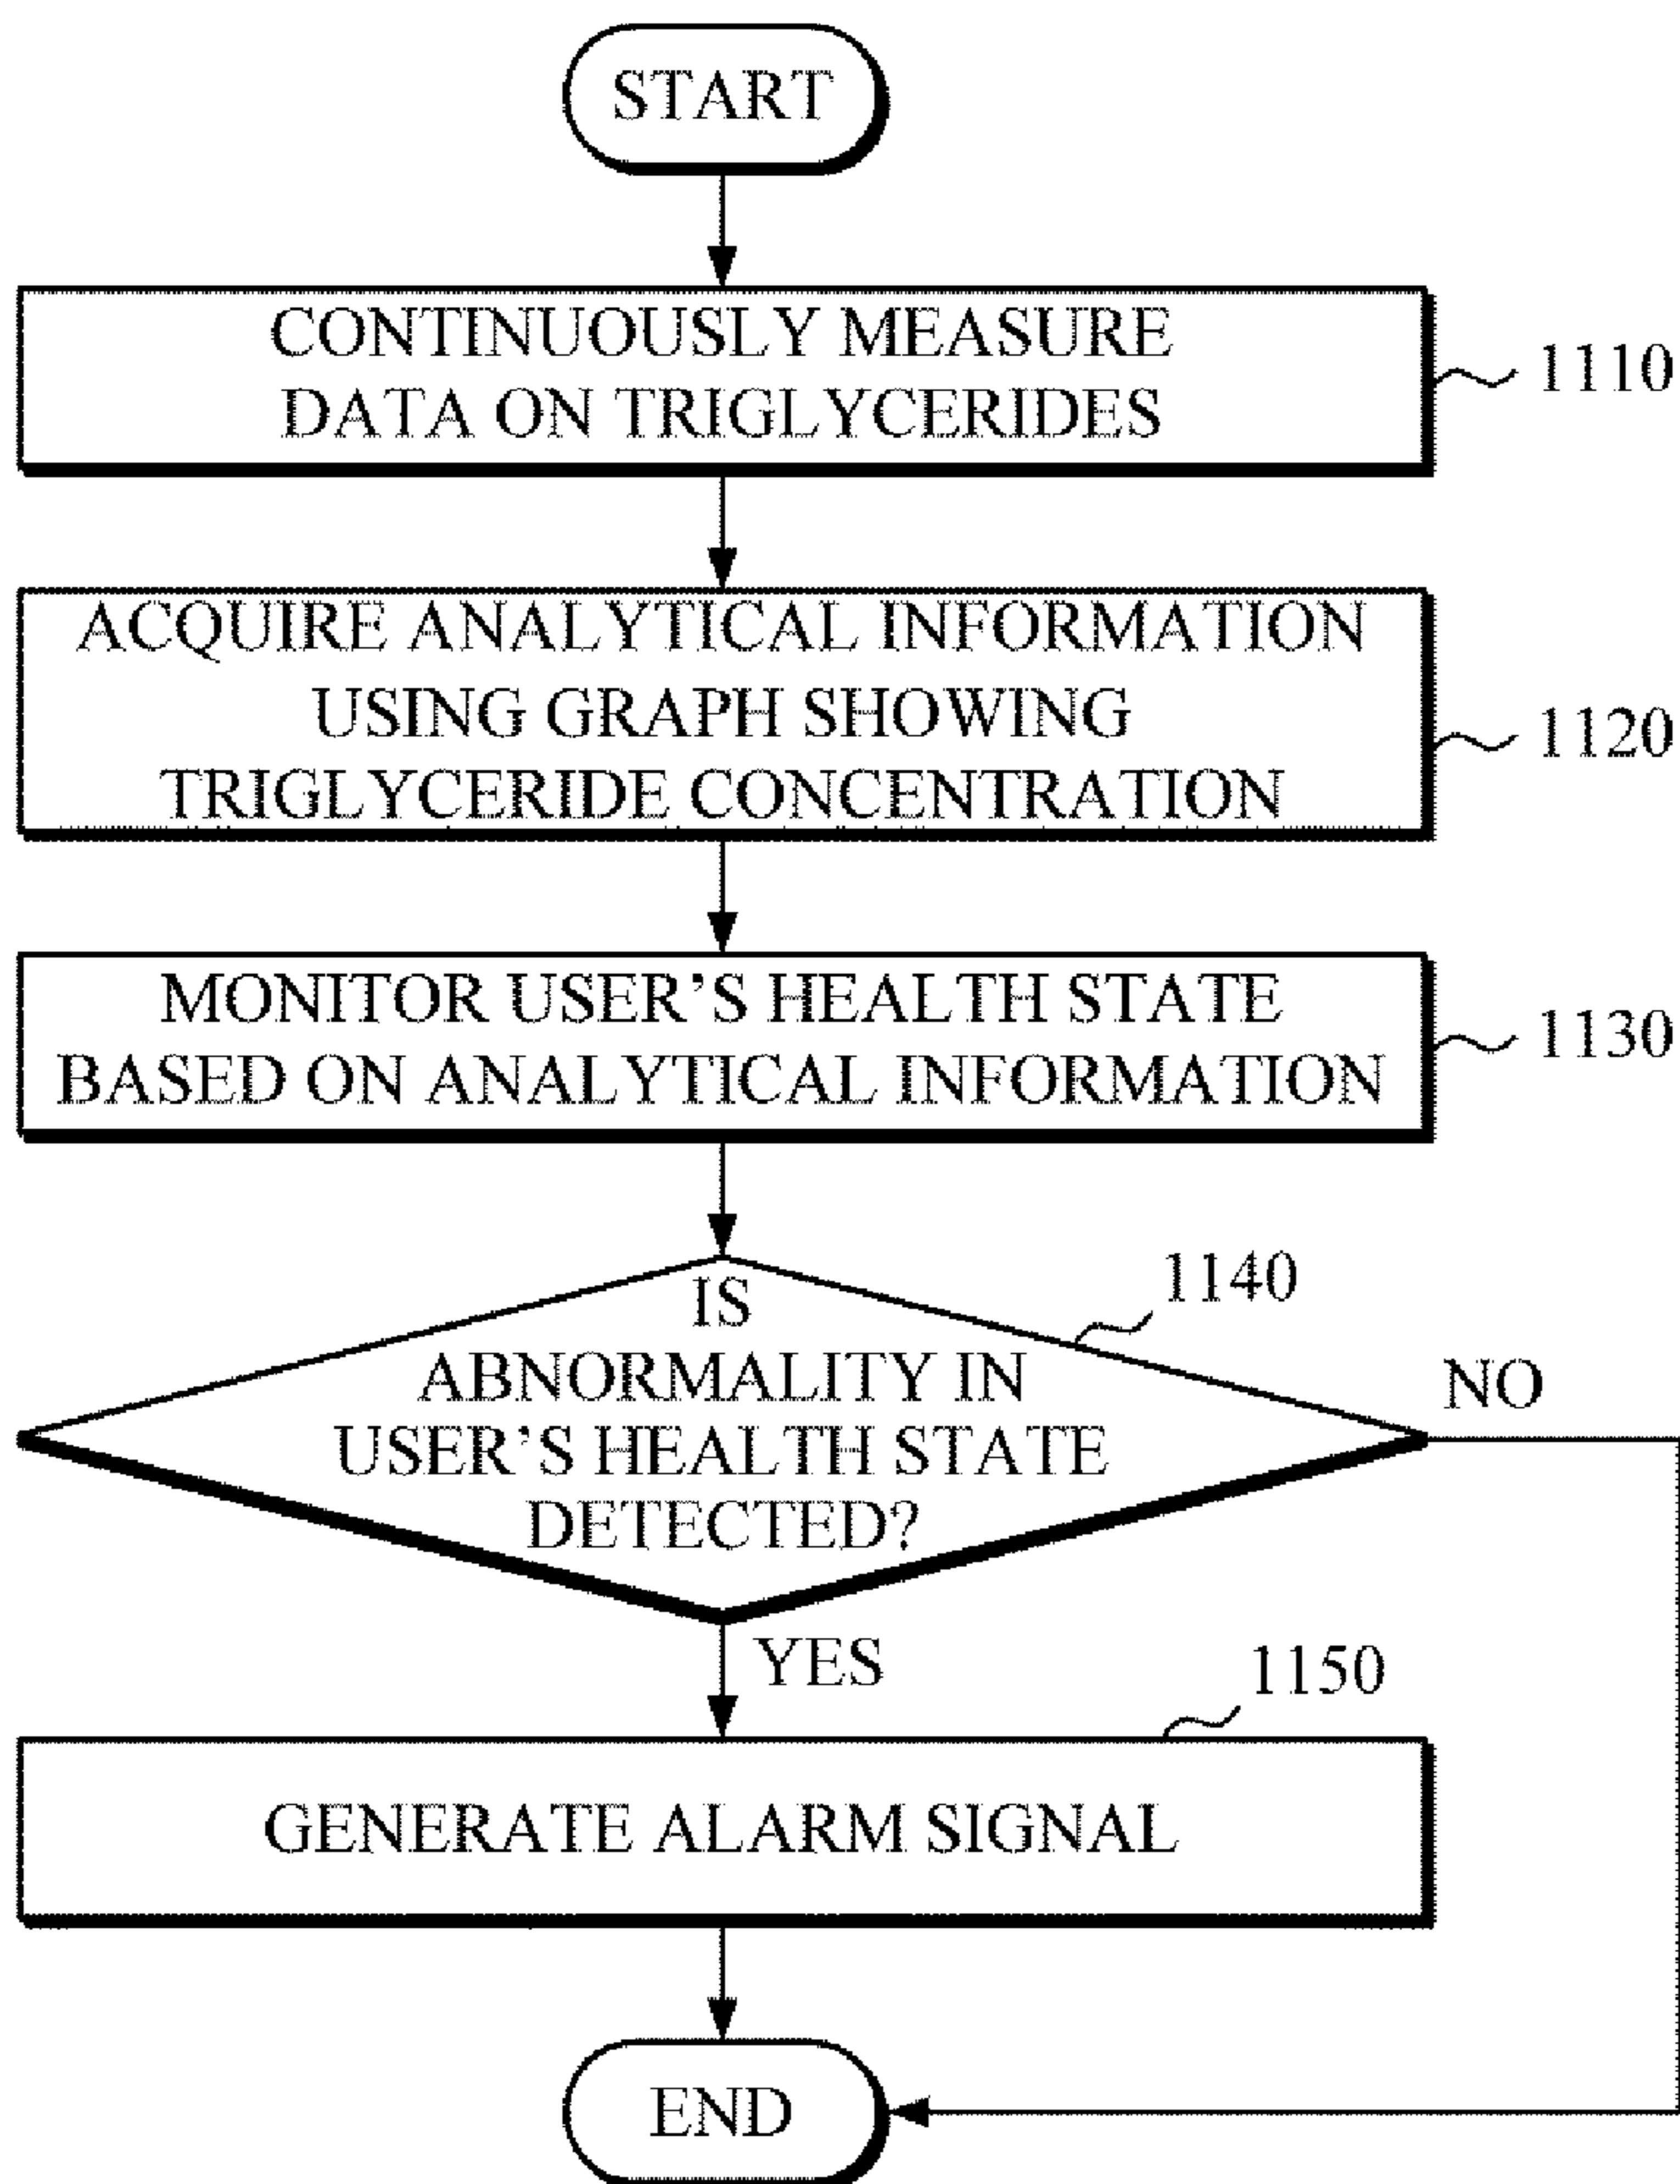 START
CONTINUOUSLY MEASURE
DATA ON TRIGLYCERIDES
1110
ACQUIRE ANALYTICAL INFORMATION
USING GRAPH SHOWING
TRIGLYCERIDE CONCENTRATION
1120
MONITOR USER’S HEALTH STATE
BASED ON ANALYTICAL INFORMATION
1130
1140
IS
ABNORMALITY IN
USER’S HEALTH STATE
DETECTED?
NO
YES
1150
GENERATE ALARM SIGNAL
END